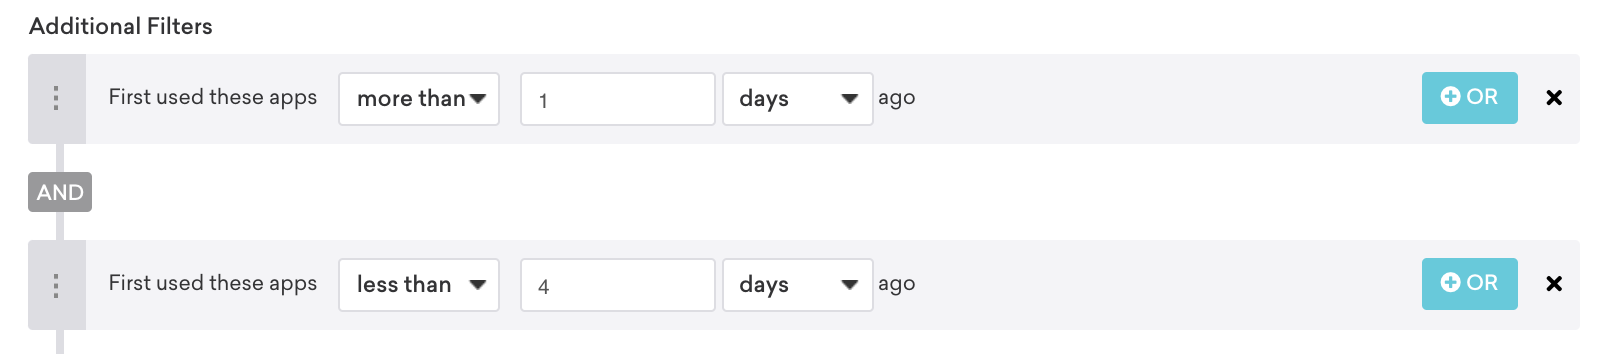 Additional Filters
First used these apps more than 1 days ago OR
AND
First used these apps less than 4 days ago OR